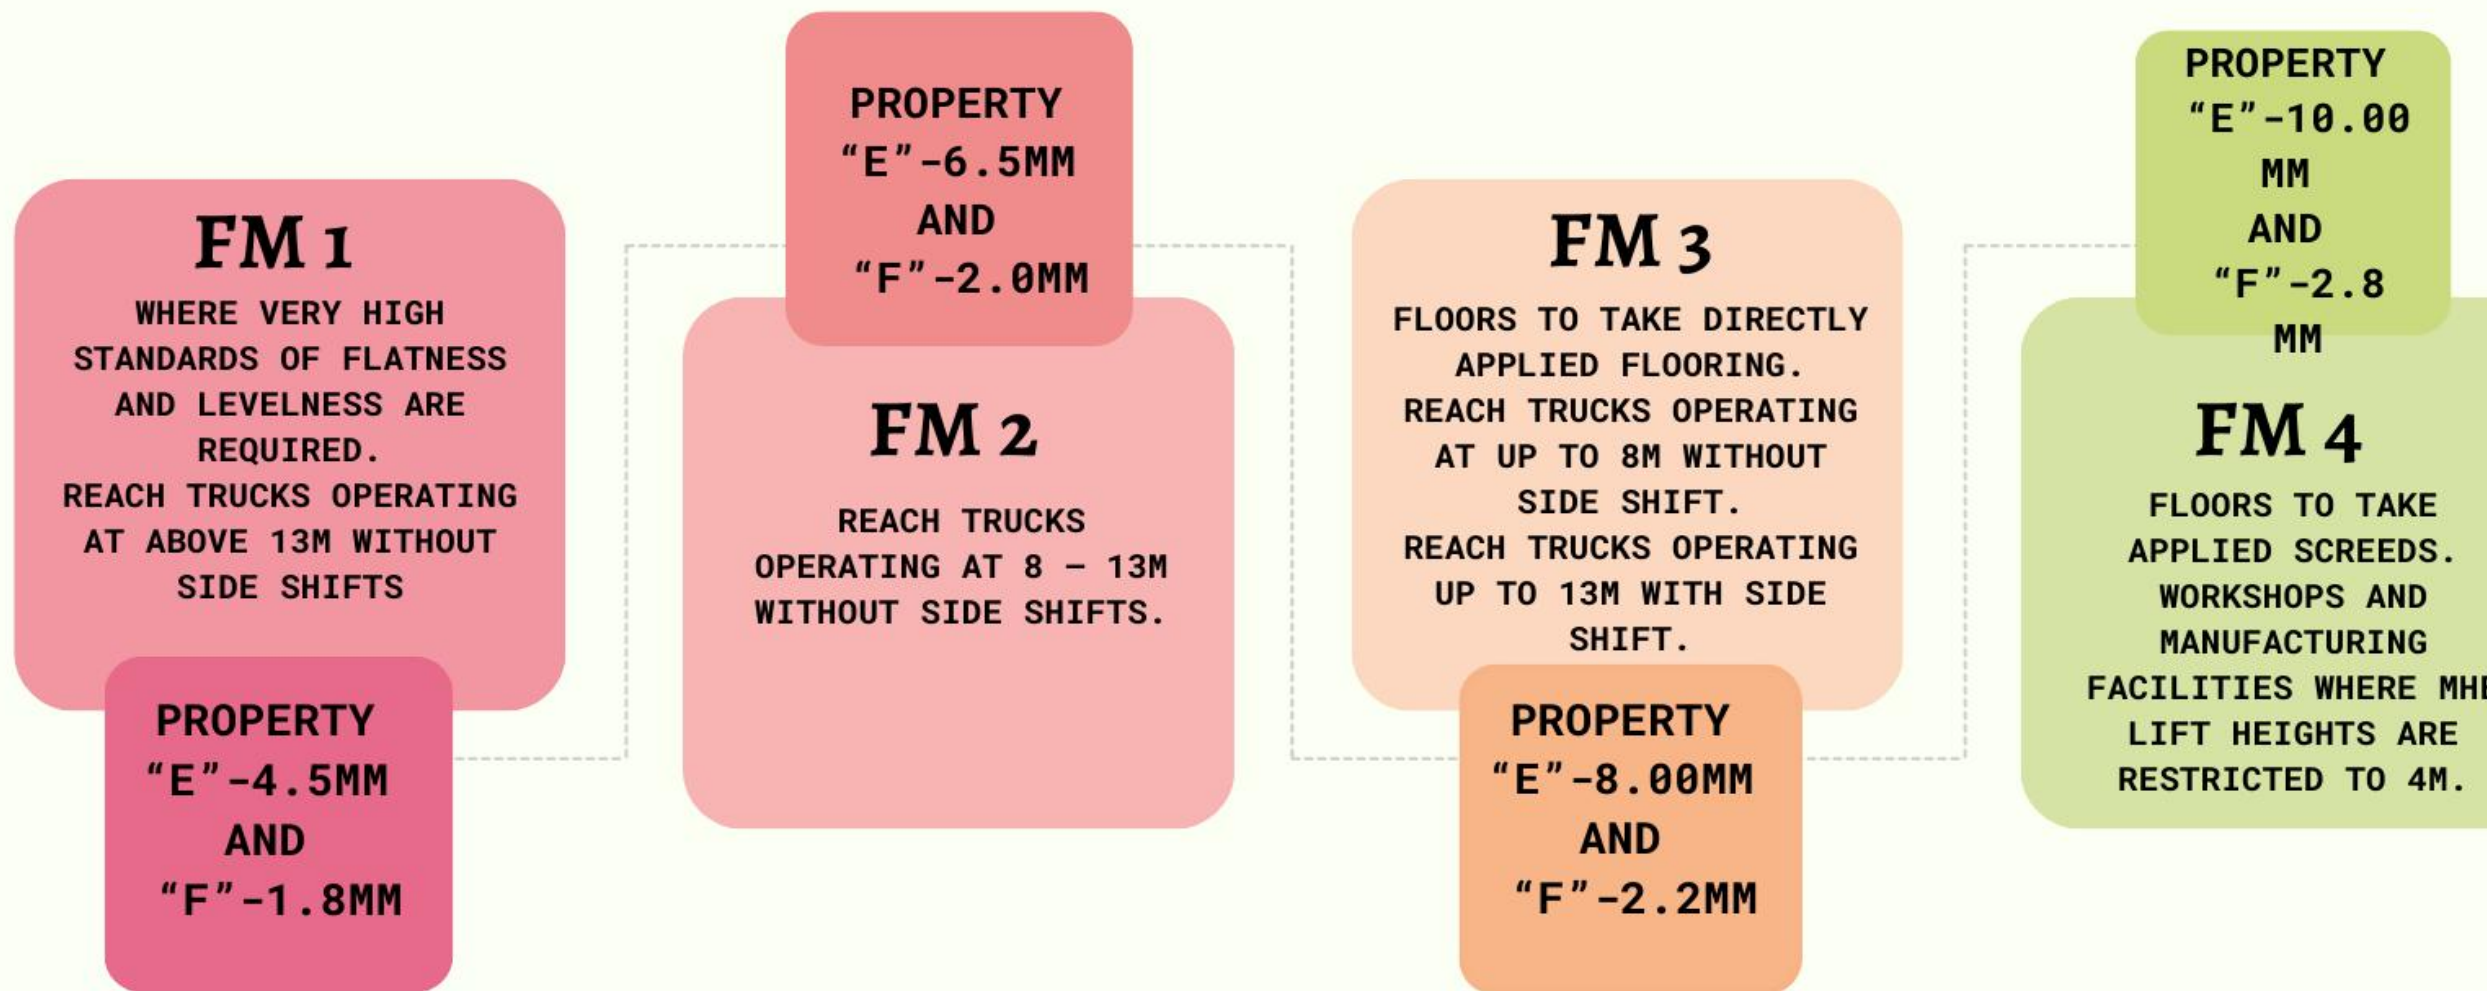 FM 1
WHERE VERY HIGH
STANDARDS OF FLATNESS
AND LEVELNESS ARE
REQUIRED.
REACH TRUCKS OPERATING
AT ABOVE 13M WITHOUT
SIDE SHIFTS
PROPERTY
“E”-4.5MM
AND
“F”-1.8MM
PROPERTY
“E”-6.5MM
AND
“F”-2.0MM
FM 2
REACH TRUCKS
OPERATING AT 8 – 13M
WITHOUT SIDE SHIFTS.
FM 3
FLOORS TO TAKE DIRECTLY
APPLIED FLOORING.
REACH TRUCKS OPERATING
AT UP TO 8M WITHOUT
SIDE SHIFT.
REACH TRUCKS OPERATING
UP TO 13M WITH SIDE
SHIFT.
PROPERTY
“E”-8.00MM
AND
“F”-2.2MM
PROPERTY
“E”-10.00
MM
AND
“F”-2.8
MM
FM 4
FLOORS TO TAKE
APPLIED SCREEDS.
WORKSHOPS AND
MANUFACTURING
FACILITIES WHERE
LIFT HEIGHTS ARE
RESTRICTED TO 4M.